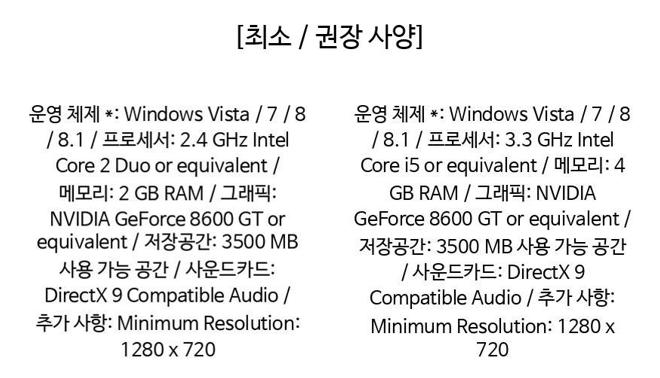 [최소 / 권장 사양]
운영 체제 *: Windows Vista / 7 / 8
/ 8.1 / 프로세서: 2.4 GHz Intel
Core 2 Duo or equivalent /
메모리: 2 GB RAM / 그래픽:
NVIDIA GeForce 8600 GT or
equivalent / 저장공간: 3500 MB
사용 가능 공간 / 사운드카드:
DirectX 9 Compatible Audio /
추가 사항: Minimum Resolution:
1280 x 720
운영 체제 *: Windows Vista / 7 / 8
/ 8.1 / 프로세서: 3.3 GHz Intel
Core i5 or equivalent / 메모리: 4
GB RAM / 그래픽: NVIDIA
GeForce 8600 GT or equivalent /
저장공간: 3500 MB 사용 가능 공간
/ 사운드카드: DirectX 9
Compatible Audio / 추가 사항:
Minimum Resolution: 1280 x
720